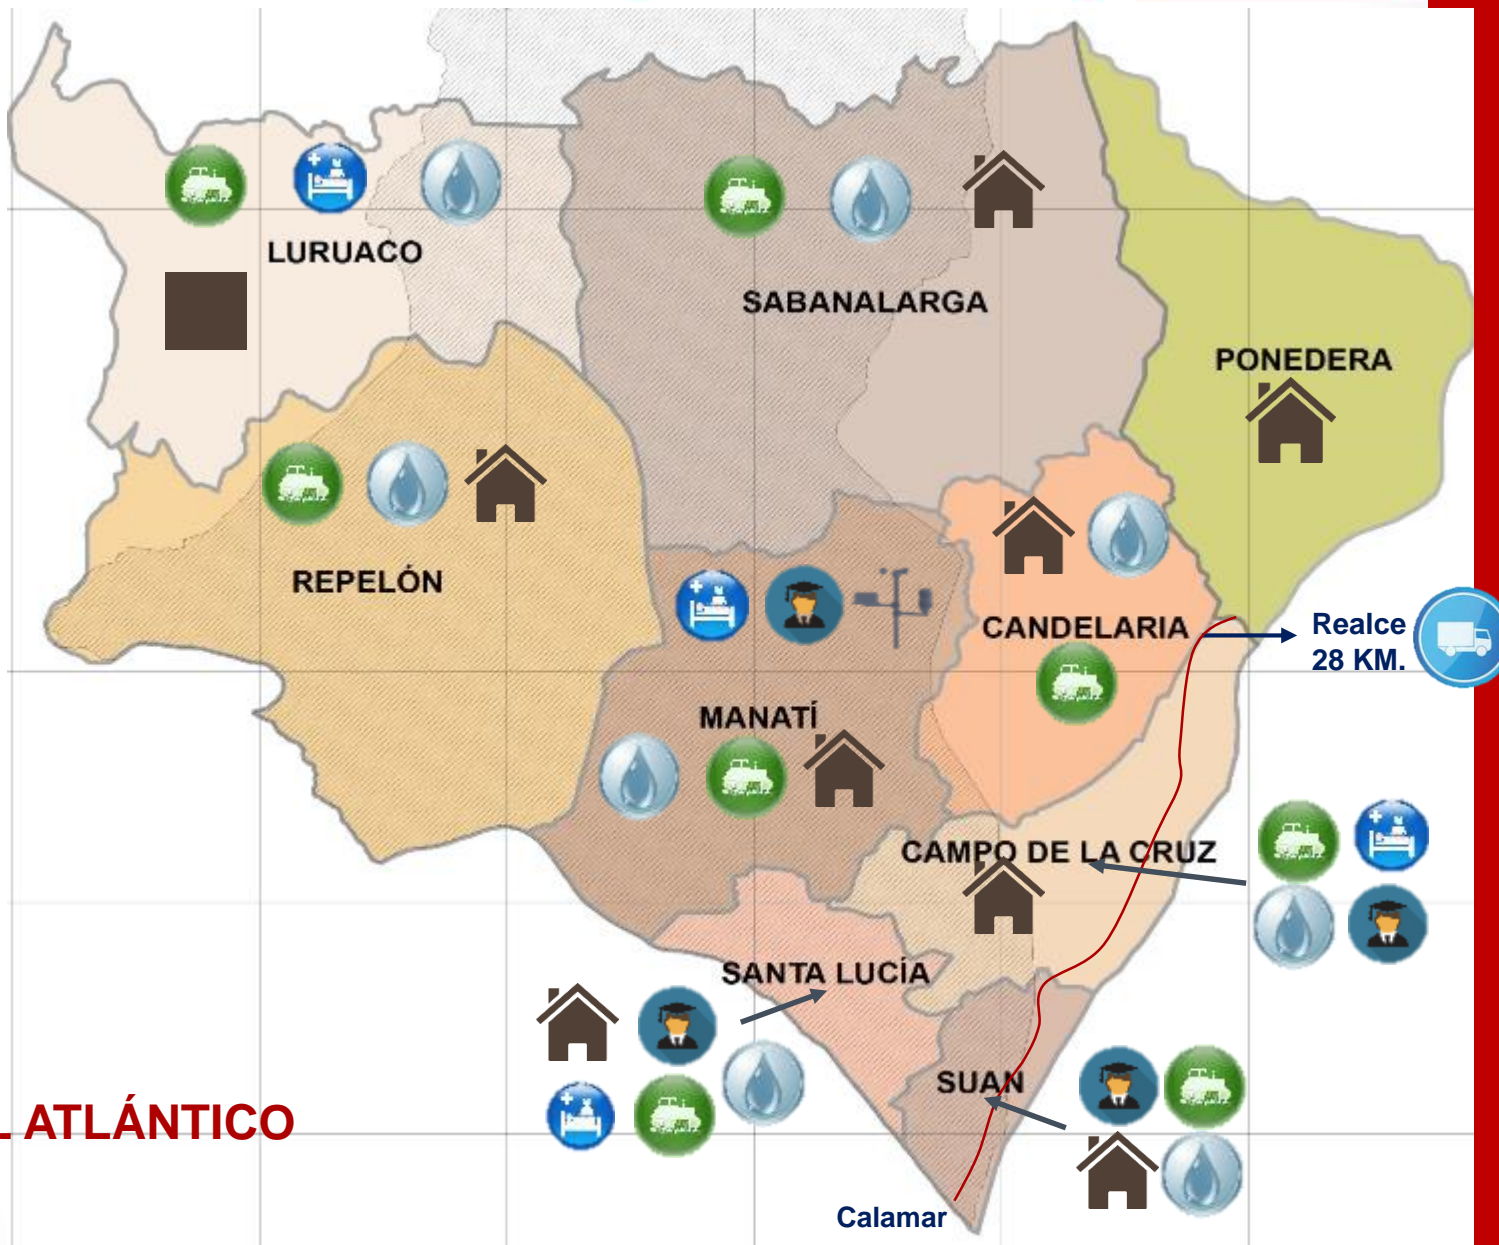 LURUACO
SABANALARGA
PONEDERA
REPELÓN
CANDELARIA
Realce
28 KM.
MANATÍ
CAMPO DE LA CRUZ
SANTA LUCÍA
SUAN
ATLÁNTICO
Calamar